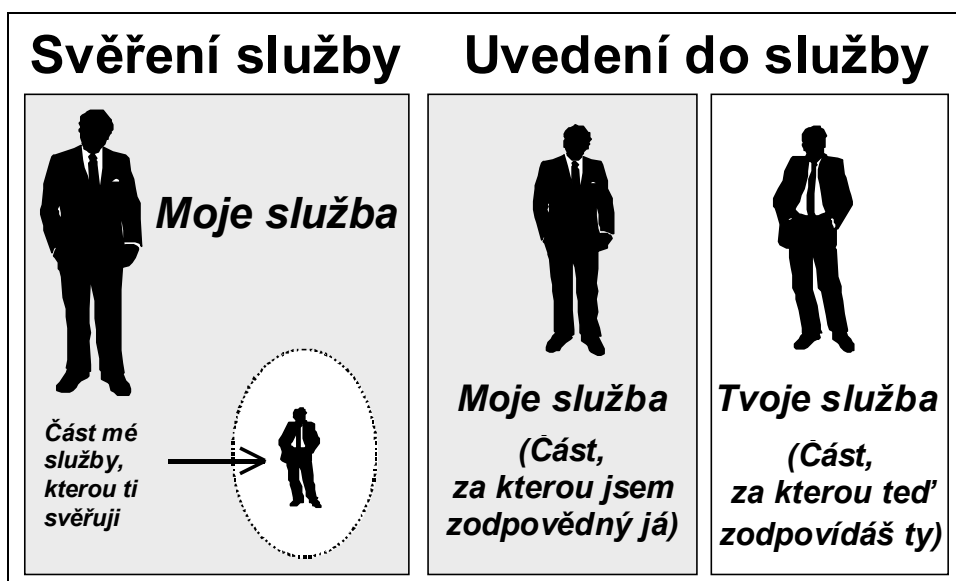 Svěření služby
Uvedení do služby
Moje služba
Část mé
služby,
kterou ti
svěřuji
Moje služba
(Část,
za kterou jsem
zodpovědný já)
Tvoje služba
(Část,
za kterou teď
zodpovídáš ty)